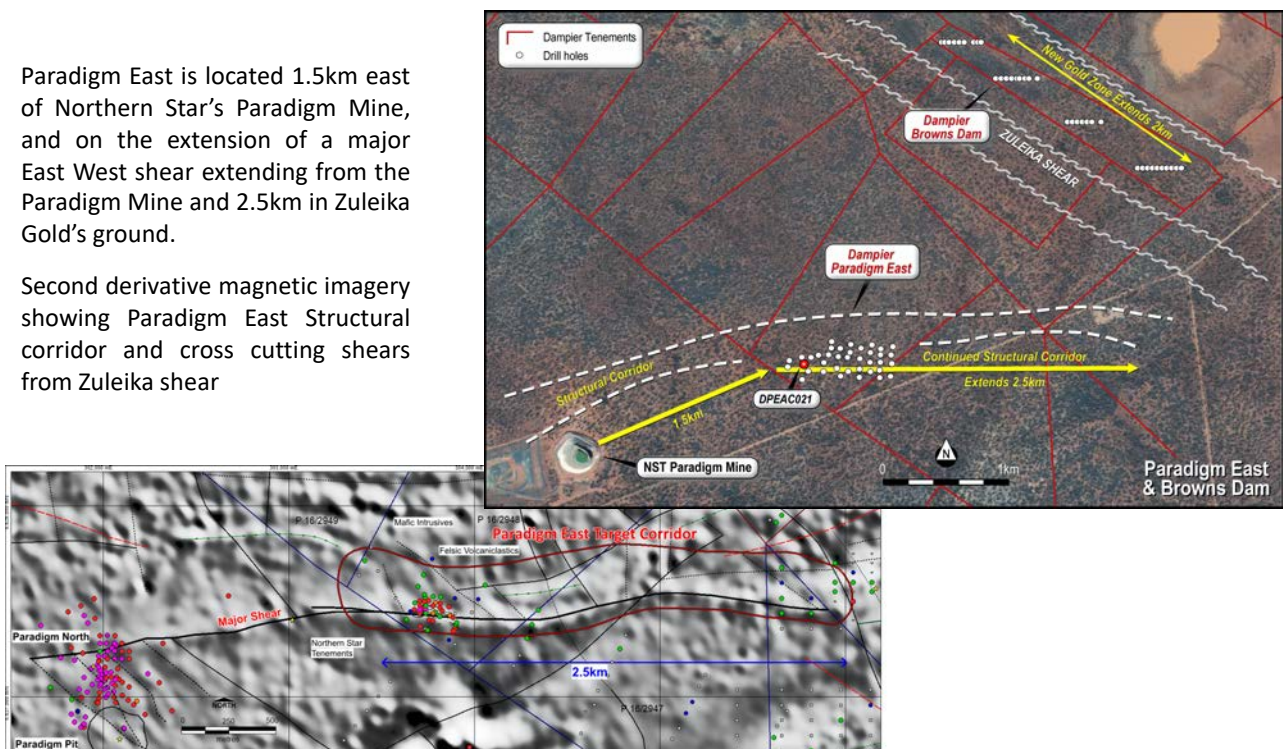 Paradigm East is located 1.5km east
of Northern Star's Paradigm Mine,
and on the extension of a major
East West shear extending from the
Paradigm Mine and 2.5km in Zuleika
Gold's ground.
Second derivative magnetic imagery
showing Paradigm East Structural
corridor and cross cutting shears
from Zuleika shear
Dampier Tenements
Drill holes
New Gold Zone Extends 2km
Dampier
Browns Dam
ZULEIKA SHEAR
Dampier
Paradigm East
Structural Corridor
Continued Structural Corridor
Extends 2.5km
DPEAC021
1.5km
NST Paradigm Mine
N
0
1km
Paradigm East
& Browns Dam
P 16/2949
Mafic Intrusives
P 16/2948
Paradigm East Target Corridor
Felsic Volcaniclastics
Major Shear
Paradigm North
Northern Star
Tenements
2.5km
NORTH
0
250
500
P 16/2947
Paradigm Pit